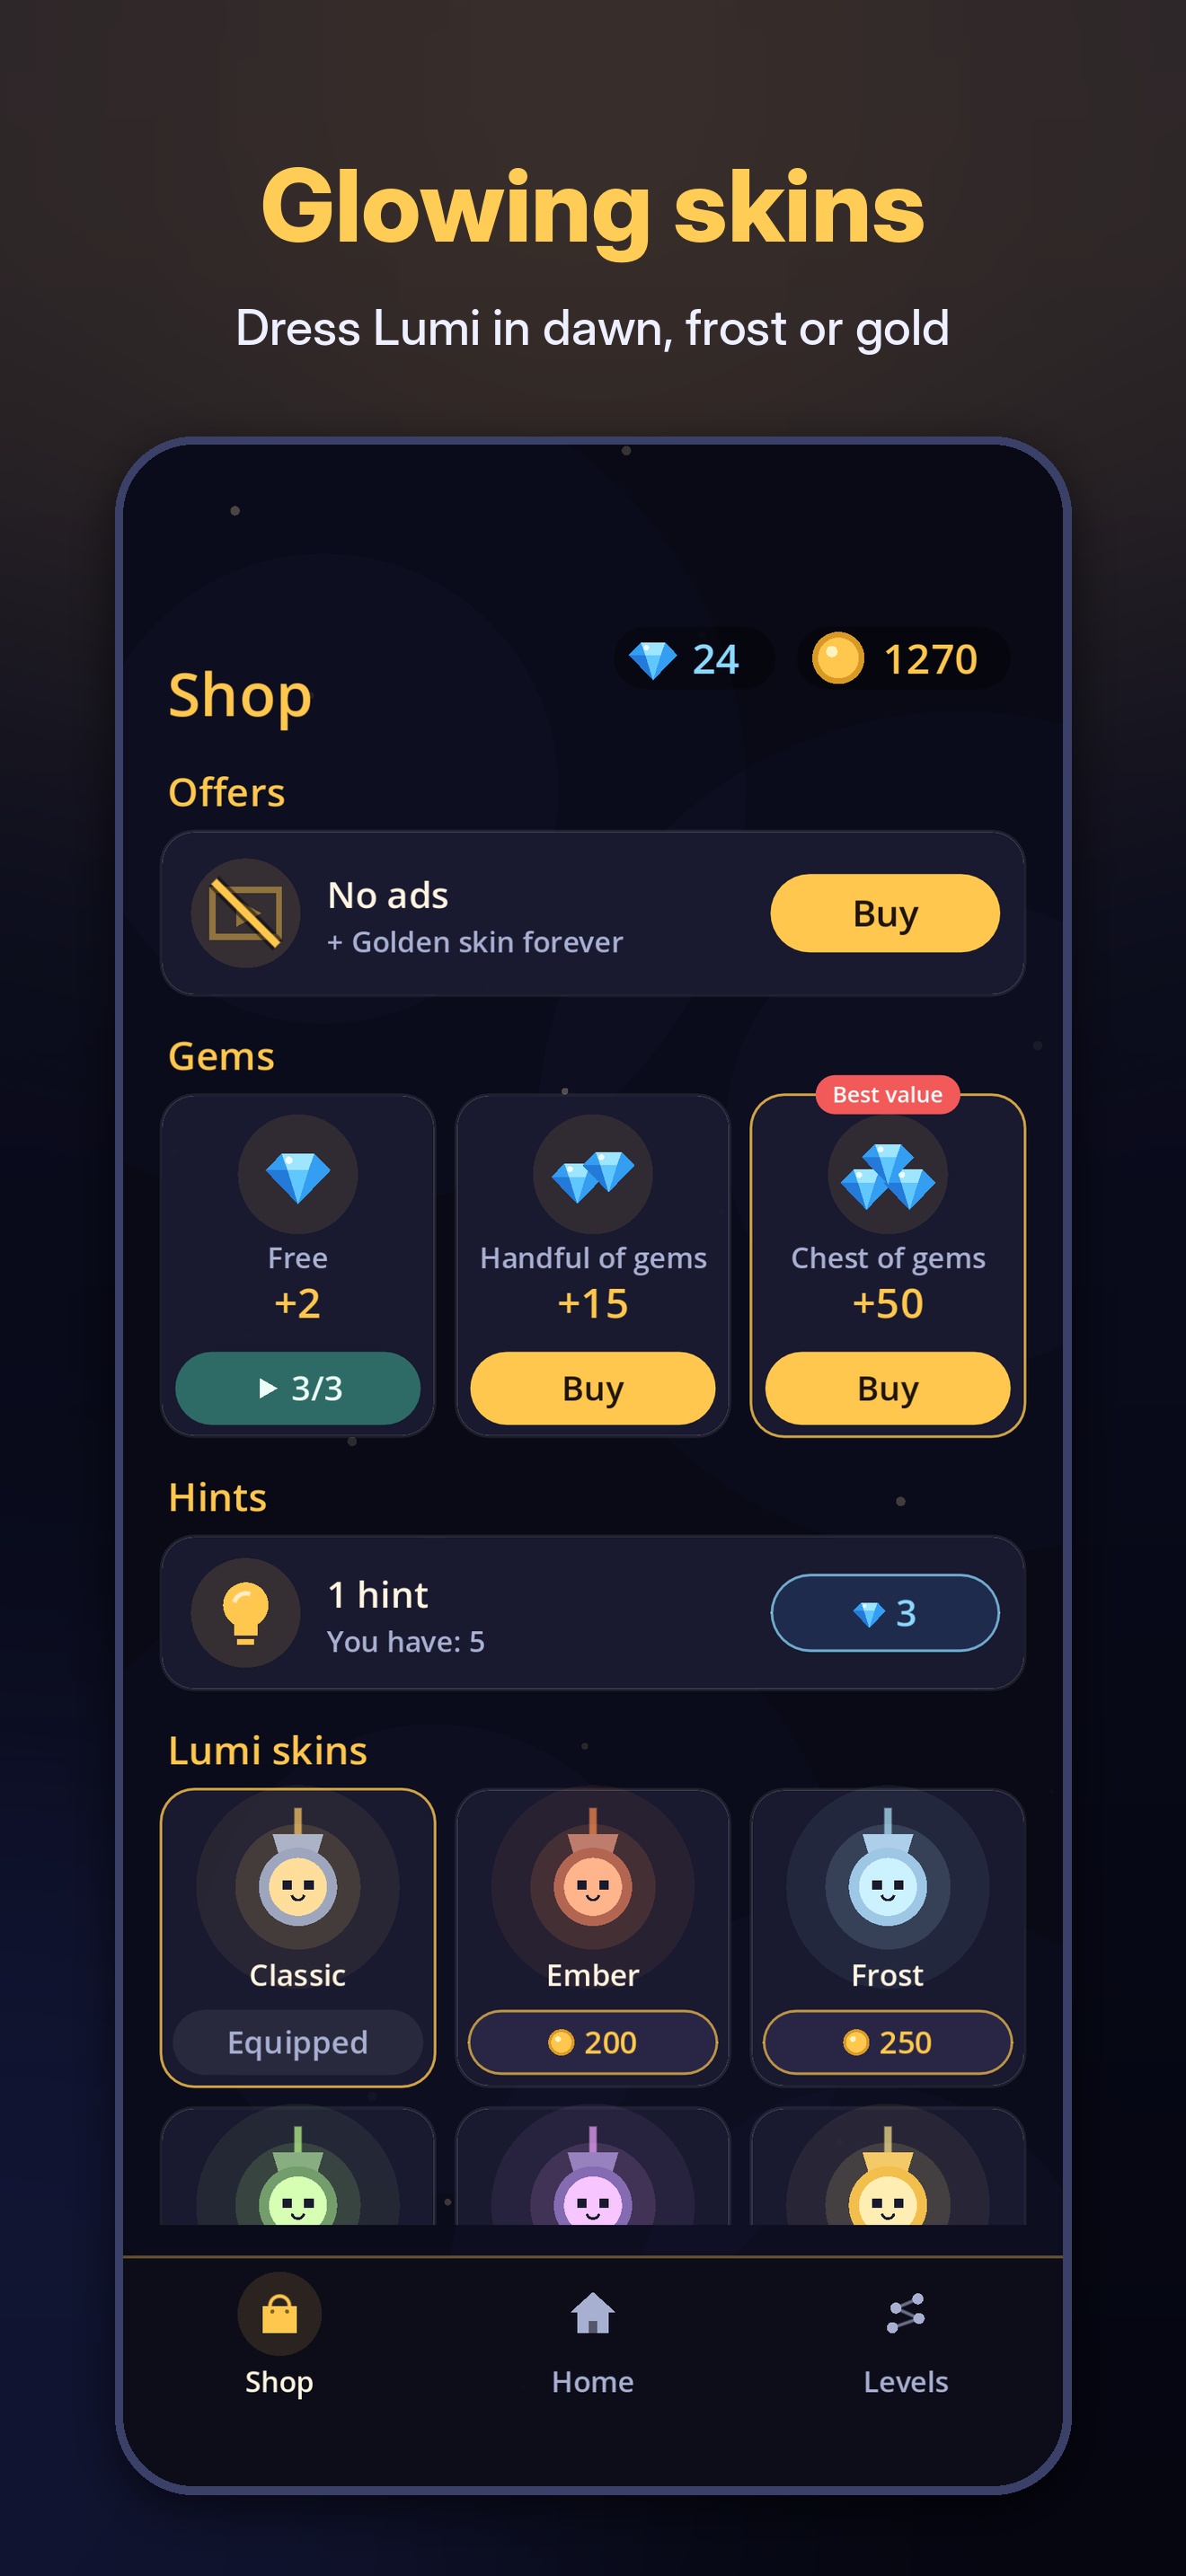 Glowing skins
Dress Lumi in dawn, frost or gold
24
1270
Shop
Offers
No ads
+ Golden skin forever
Buy
Gems
Best value
Free
+2
3/3
Handful of gems
+15
Buy
Chest of gems
+50
Buy
Hints
1 hint
You have: 5
3
Lumi skins
Classic
Equipped
Ember
200
Frost
250
Shop
Home
Levels